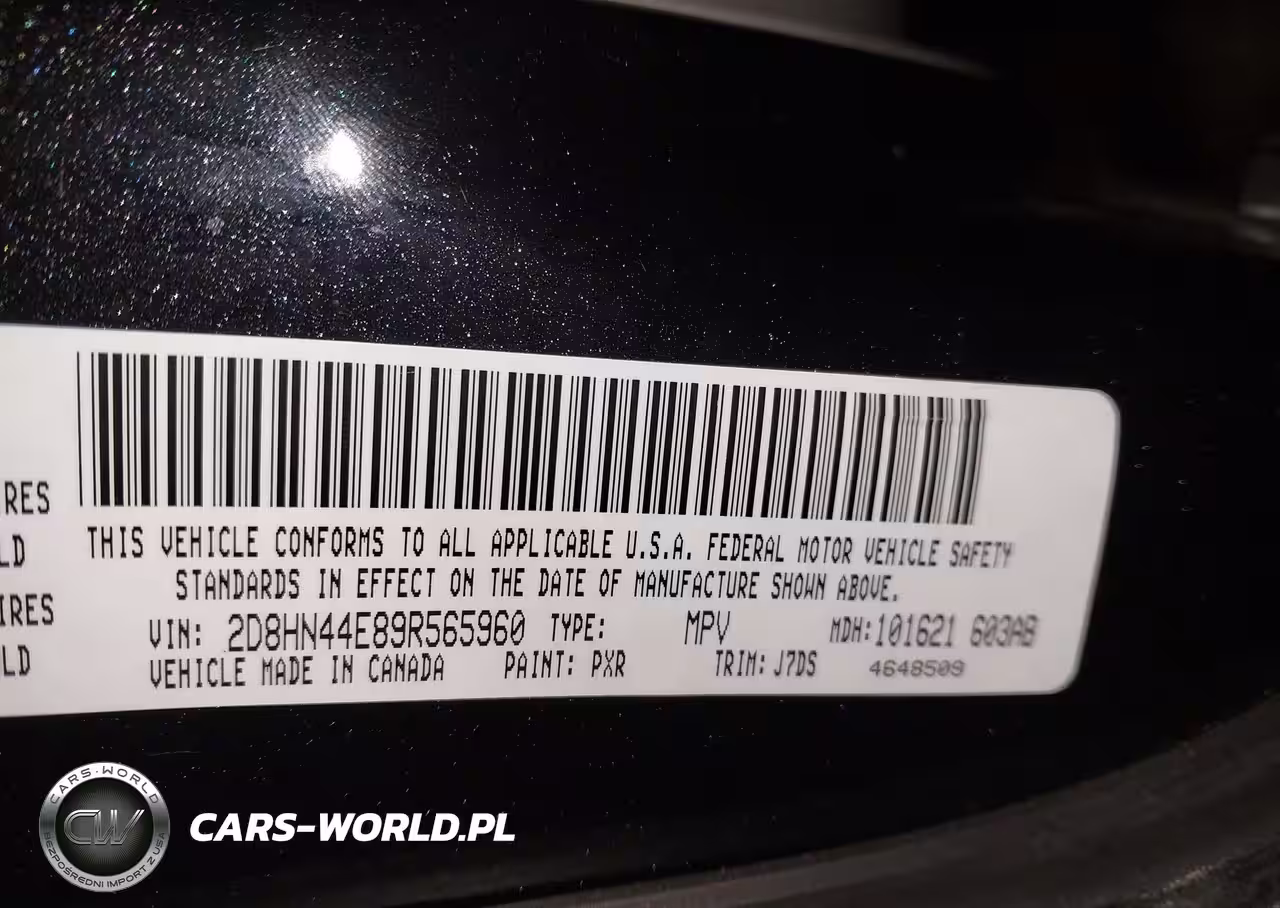 IRES
LD
IRES
LD
THIS VEHICLE CONFORMS TO ALL APPLICABLE U.S.A. FEDERAL MOTOR VEHICLE SAFETY
STANDARDS IN EFFECT ON THE DATE OF MANUFACTURE SHOWN ABOVE.
VIN: 2D8HN44E89R565960 TYPE: MPV MDH:101621 603AB
VEHICLE MADE IN CANADA PAINT: PXR TRIM: J7DS 4648509
CARS-WORLD
CW
BEZPOŚREDNI IMPORT Z USA
CARS-WORLD.PL